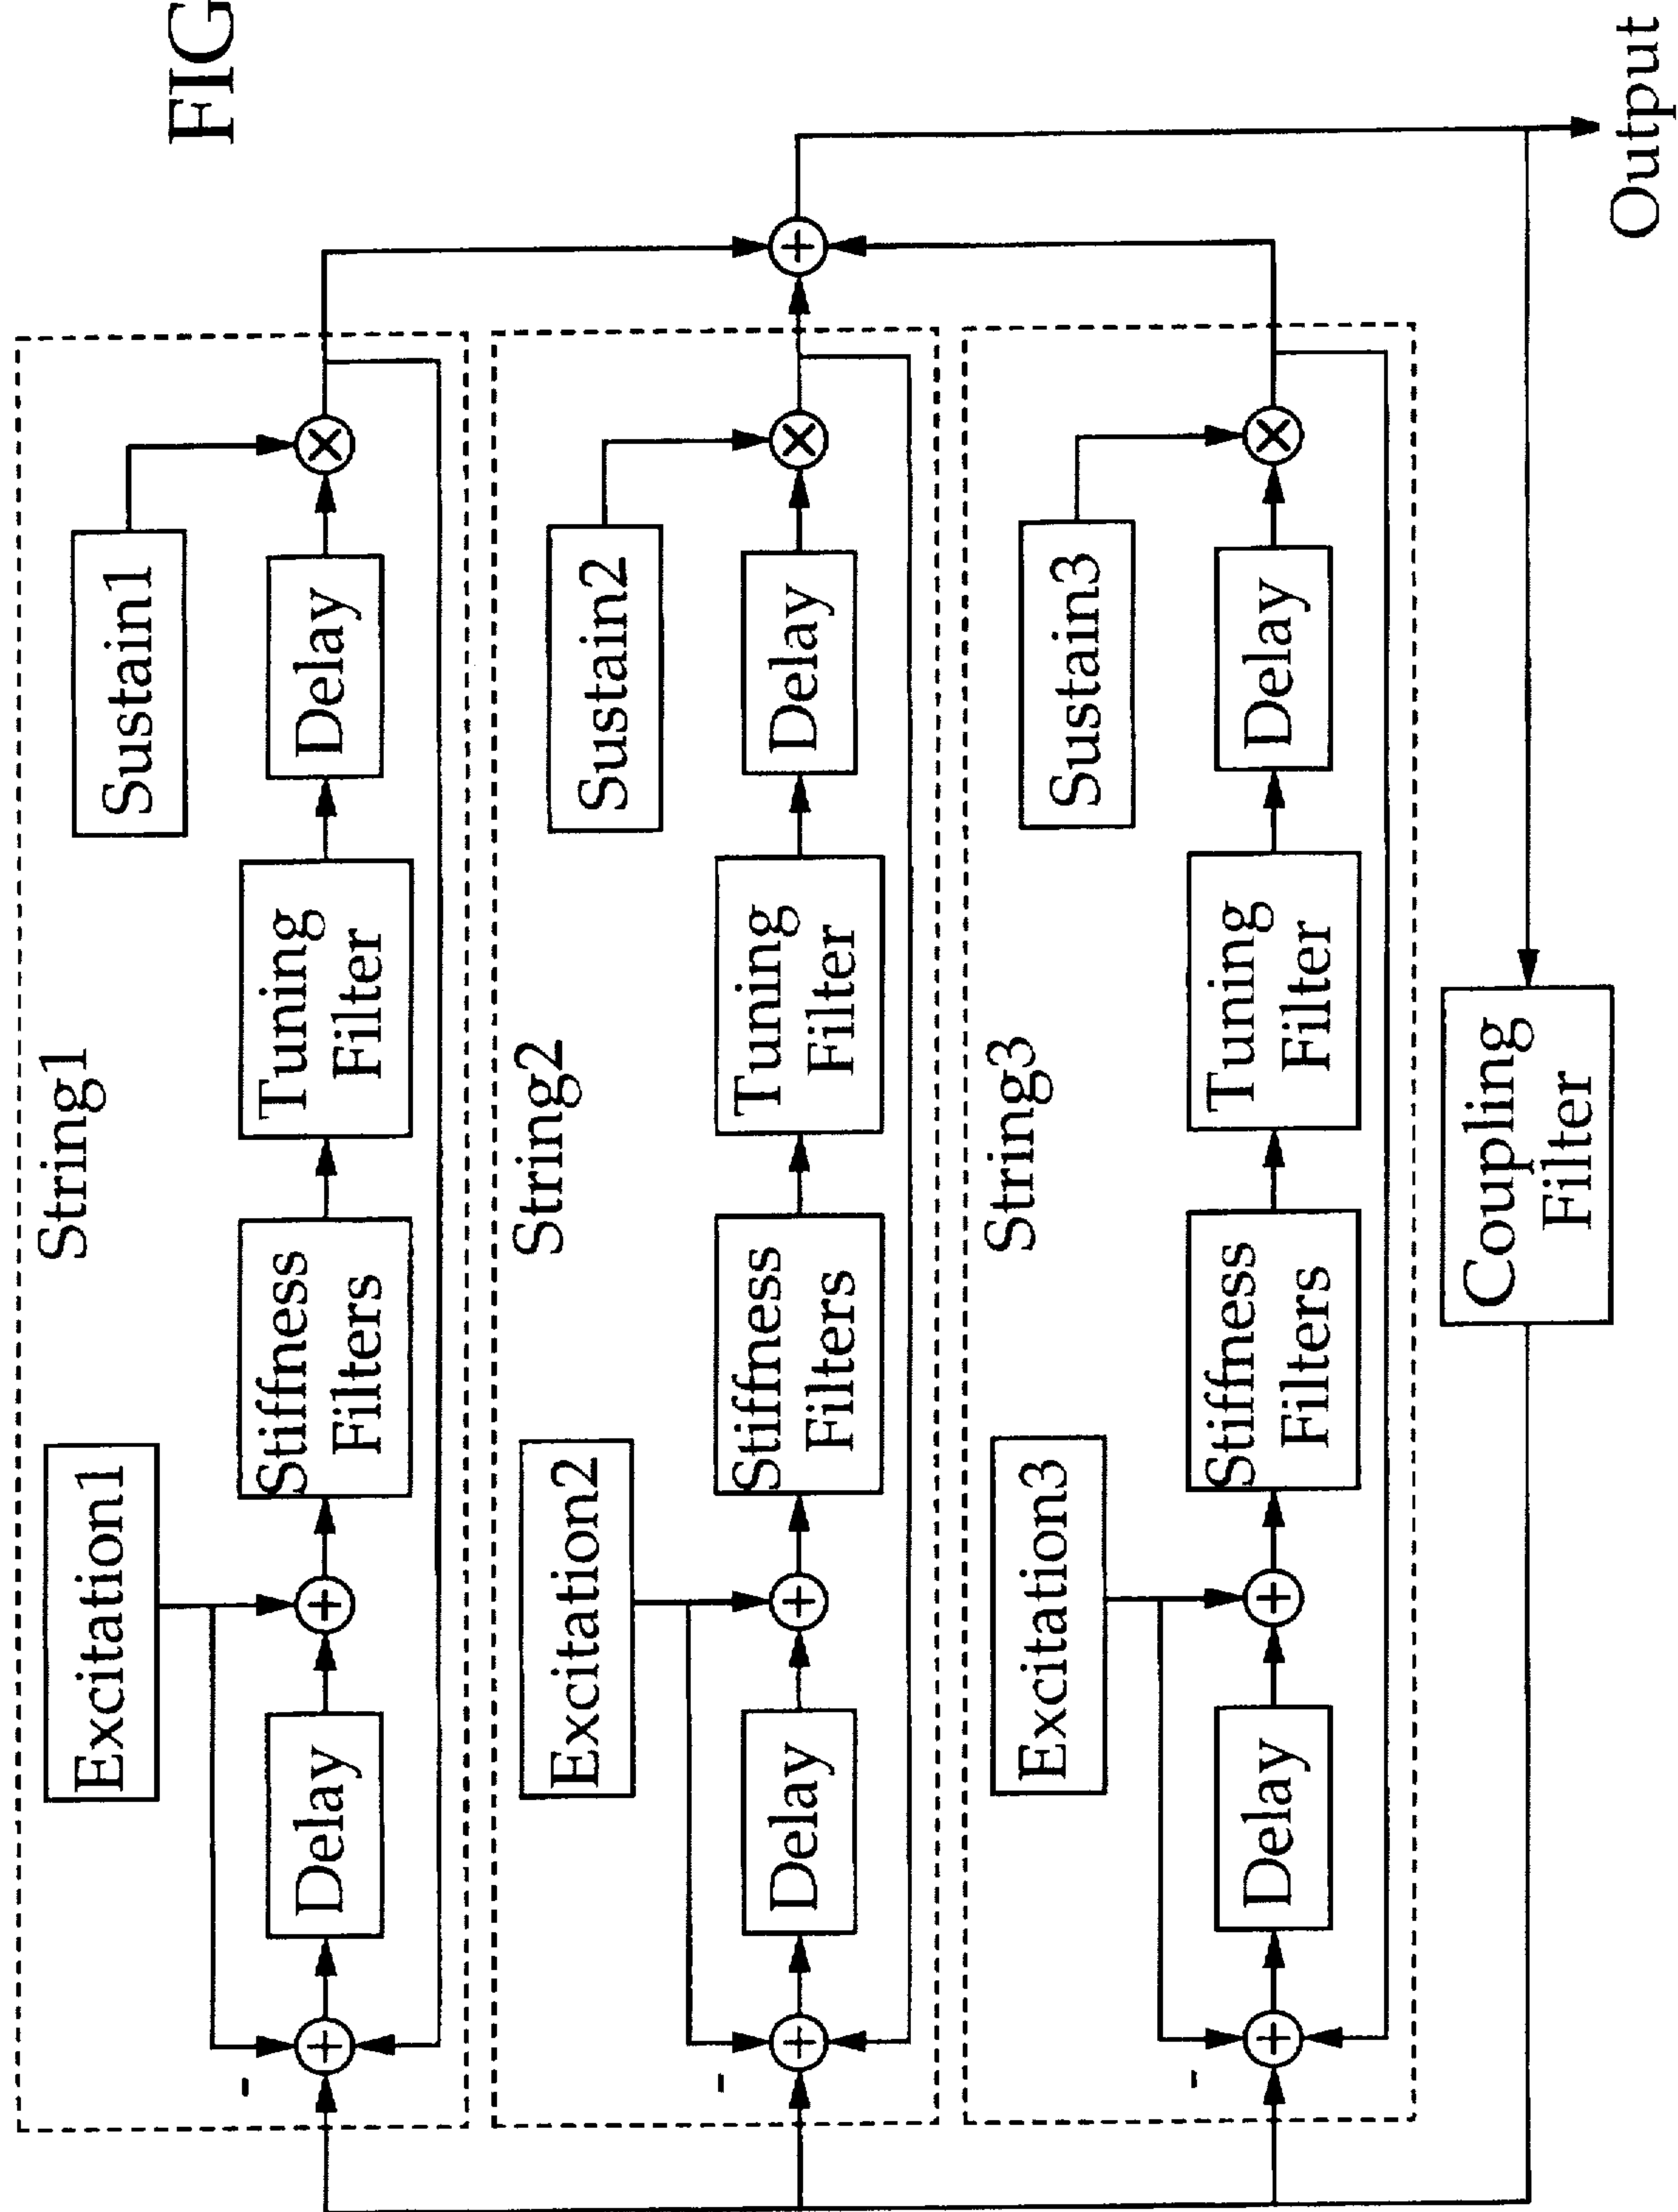 FIG
String1
Excitation1
Sustain1
Delay
+
+
Stiffness
Filters
Tuning
Filter
Delay
×
-
String2
Excitation2
Sustain2
Delay
+
+
Stiffness
Filters
Tuning
Filter
Delay
×
-
+
String3
Excitation3
Sustain3
Delay
+
+
Stiffness
Filters
Tuning
Filter
Delay
×
-
Coupling
Filter
Output